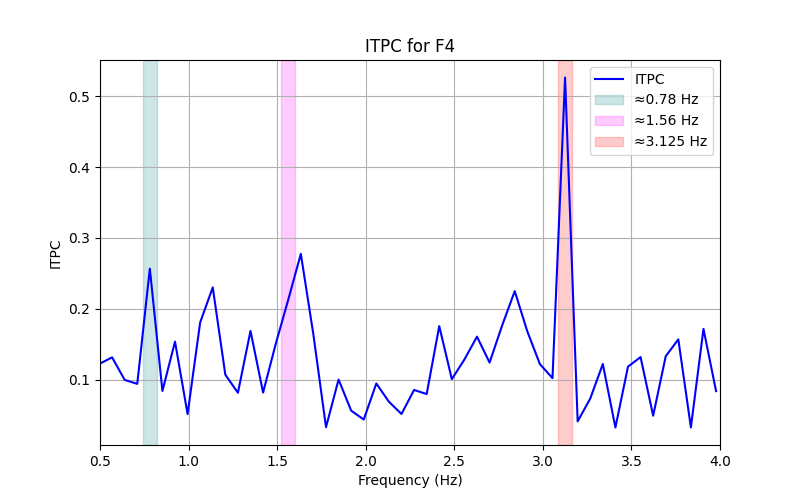 ITPC for F4
ITPC
≈0.78 Hz
≈1.56 Hz
≈3.125 Hz
ITPC
0.5
0.4
0.3
0.2
0.1
0.5 1.0 1.5 2.0 2.5 3.0 3.5 4.0
Frequency (Hz)